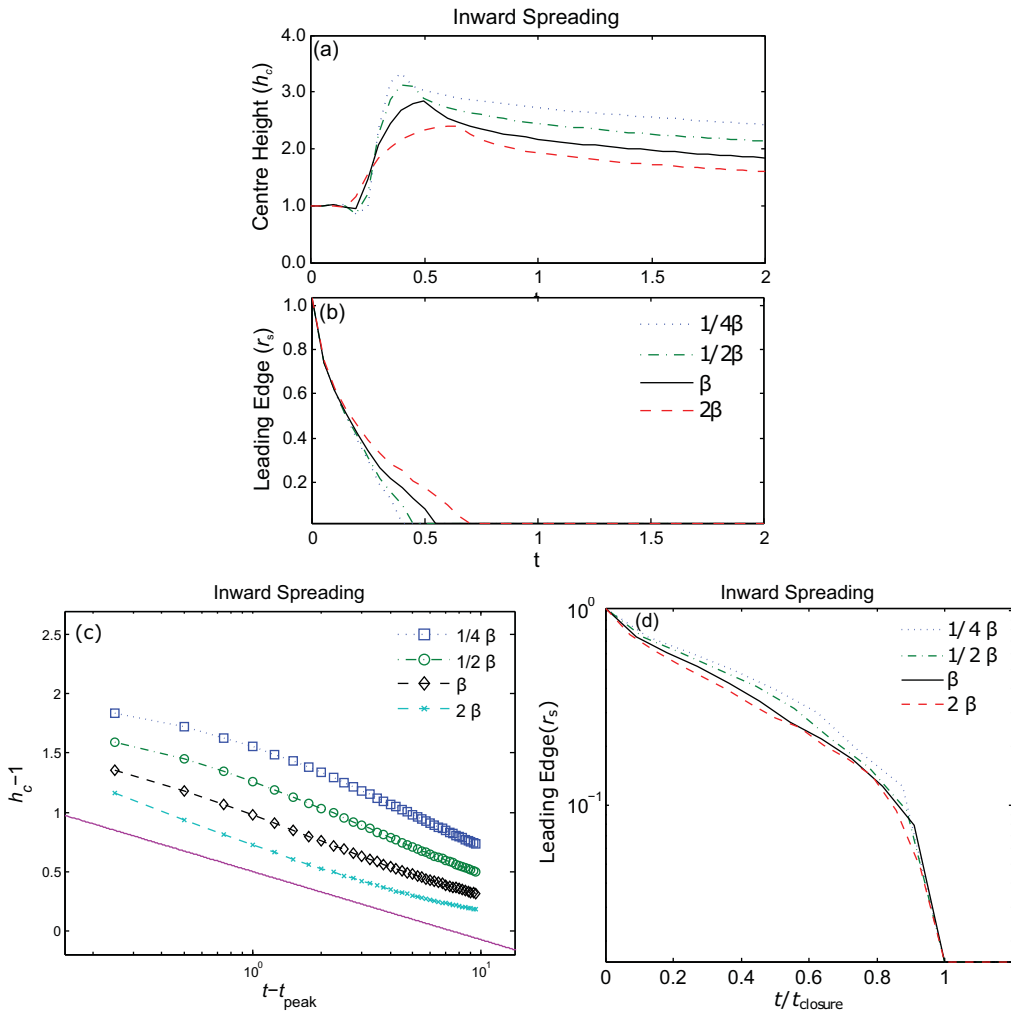 Inward Spreading
(a)
Centre Height (h_c)
4.0
3.0
2.0
1.0
0.0
0 0.5 1 1.5 2
(b)
Leading Edge (r_s)
1.0
0.8
0.6
0.4
0.2
0 0.5 1 1.5 2
t
1/4β
1/2β
β
2β
Inward Spreading
(c)
h_c−1
2.5
2
1.5
1
0.5
0
10^0 10^1
t−t_peak
1/4 β
1/2 β
β
2 β
Inward Spreading
(d)
Leading Edge(r_s)
10^0
10^−1
0 0.2 0.4 0.6 0.8 1
t/t_closure
1/4 β
1/2 β
β
2 β